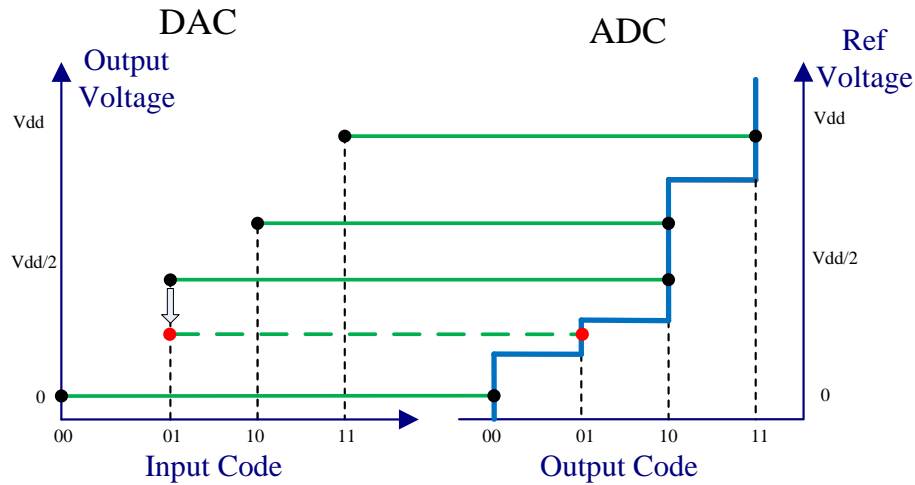 DAC
ADC
Output
Voltage
Ref
Voltage
Vdd
Vdd
Vdd/2
Vdd/2
0
0
00
01
10
11
00
01
10
11
Input Code
Output Code